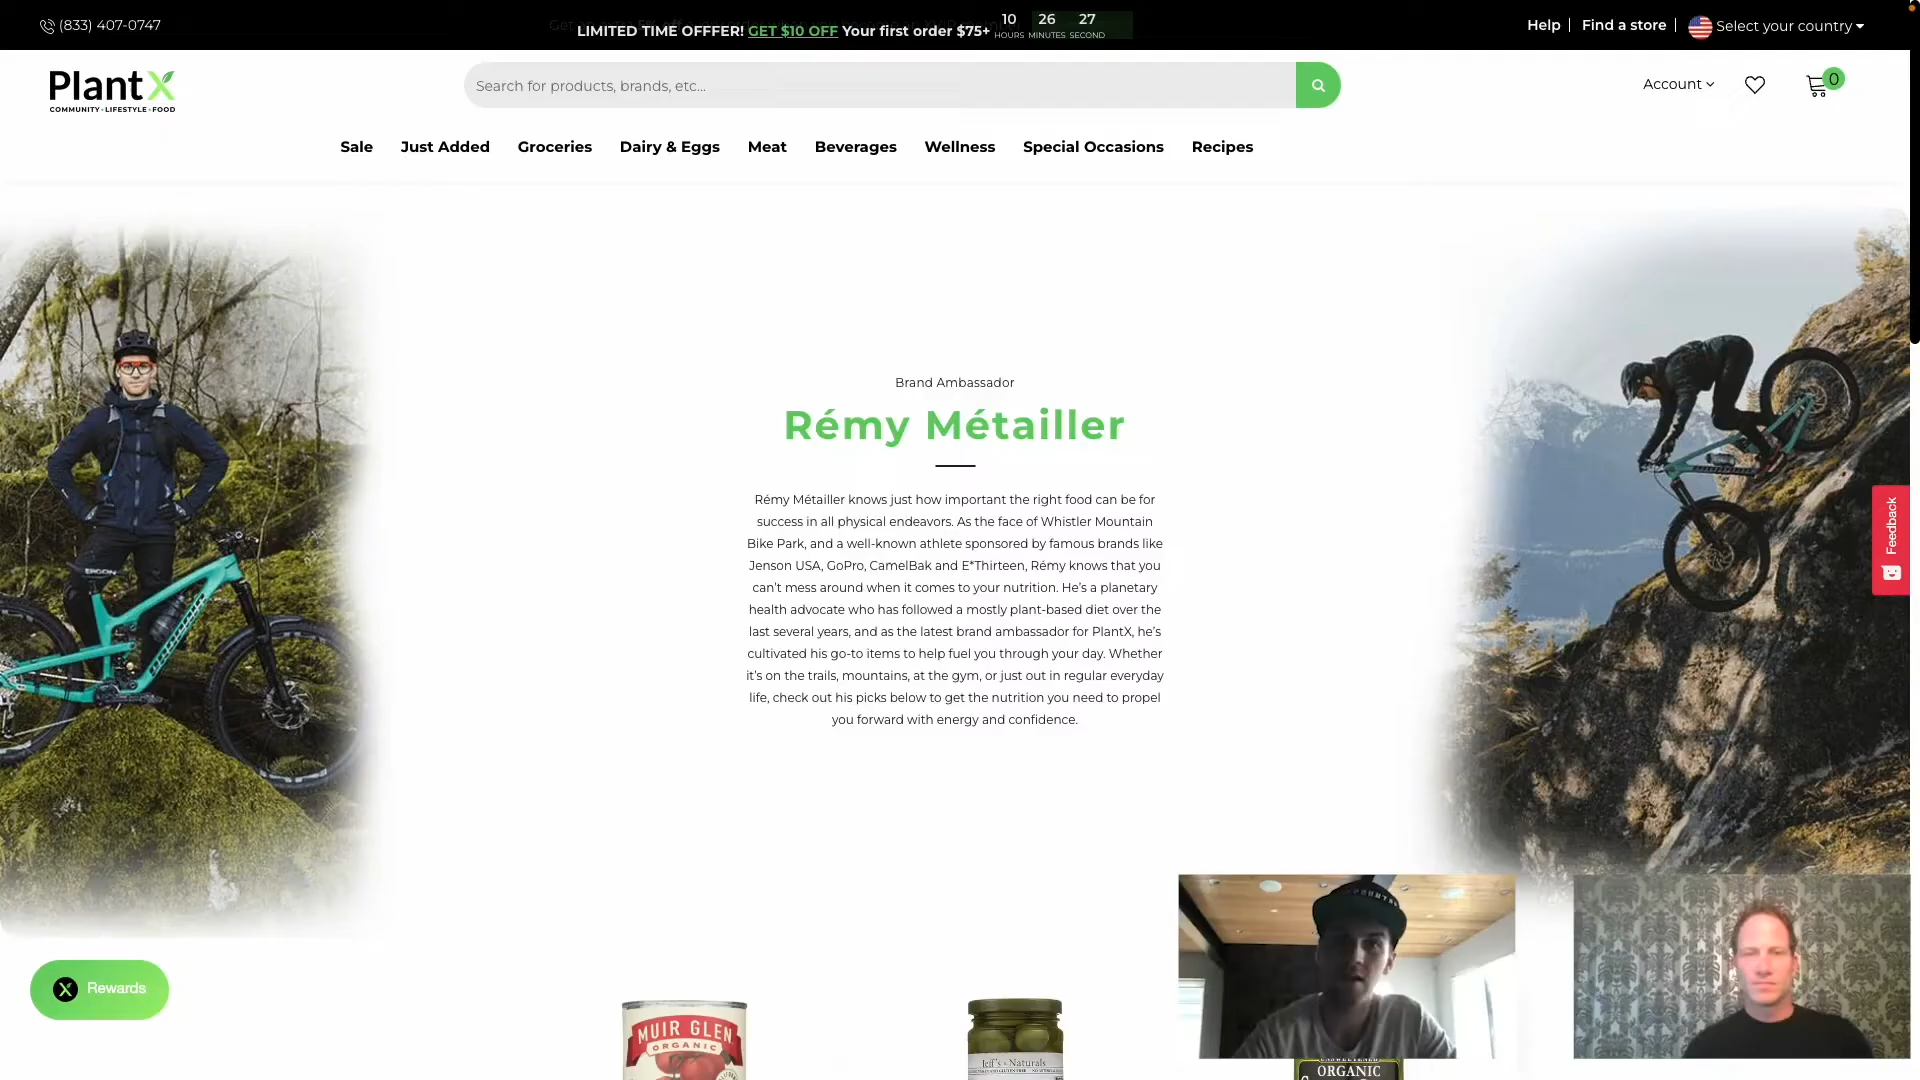 (833) 407-0747
LIMITED TIME OFFFER! GET $10 OFF Your first order $75+
10 26 27
HOURS MINUTES SECOND
Help
Find a store
Select your country
PlantX
COMMUNITY•LIFESTYLE•FOOD
Search for products, brands, etc...
Account
0
Sale
Just Added
Groceries
Dairy & Eggs
Meat
Beverages
Wellness
Special Occasions
Recipes
Brand Ambassador
Rémy Métailler
Rémy Métailler knows just how important the right food can be for
success in all physical endeavors. As the face of Whistler Mountain
Bike Park, and a well-known athlete sponsored by famous brands like
Jenson USA, GoPro, CamelBak and E*Thirteen, Rémy knows that you
can’t mess around when it comes to your nutrition. He’s a planetary
health advocate who has followed a mostly plant-based diet over the
last several years, and as the latest brand ambassador for PlantX, he’s
cultivated his go-to items to help fuel you through your day. Whether
it’s on the trails, mountains, at the gym, or just out in regular everyday
life, check out his picks below to get the nutrition you need to propel
you forward with energy and confidence.
Feedback
ERGON
Rewards
MUIR GLEN
ORGANIC
Jeff's Naturals
ORGANIC